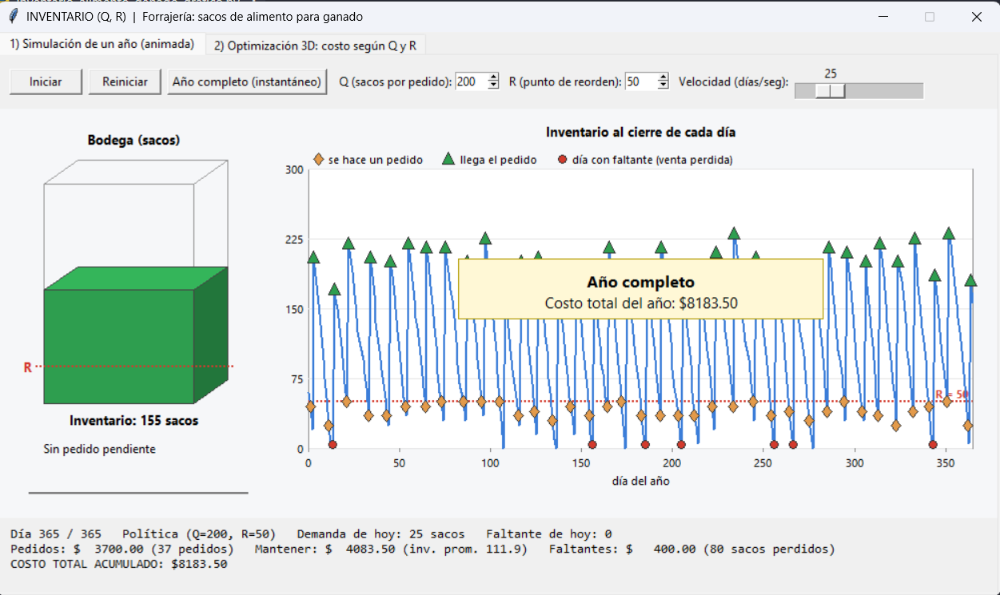 INVENTARIO (Q, R) | Forrajería: sacos de alimento para ganado
1) Simulación de un año (animada)
2) Optimización 3D: costo según Q y R
Iniciar
Reiniciar
Año completo (instantáneo)
Q (sacos por pedido): 200
R (punto de reorden): 50
Velocidad (días/seg): 25
Bodega (sacos)
R
Inventario: 155 sacos
Sin pedido pendiente
Inventario al cierre de cada día
se hace un pedido
llega el pedido
día con faltante (venta perdida)
300
225
150
75
0
R = 50
Año completo
Costo total del año: $8183.50
0 50 100 150 200 250 300 350
día del año
Día 365 / 365 Política (Q=200, R=50) Demanda de hoy: 25 sacos Faltante de hoy: 0
Pedidos: $ 3700.00 (37 pedidos) Mantener: $ 4083.50 (inv. prom. 111.9) Faltantes: $ 400.00 (80 sacos perdidos)
COSTO TOTAL ACUMULADO: $8183.50